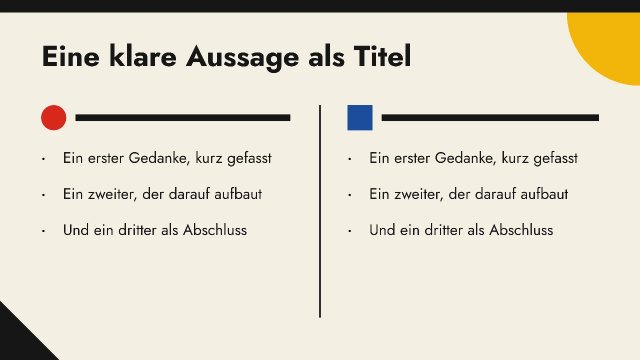 Eine klare Aussage als Titel
· Ein erster Gedanke, kurz gefasst
· Ein zweiter, der darauf aufbaut
· Und ein dritter als Abschluss
· Ein erster Gedanke, kurz gefasst
· Ein zweiter, der darauf aufbaut
· Und ein dritter als Abschluss